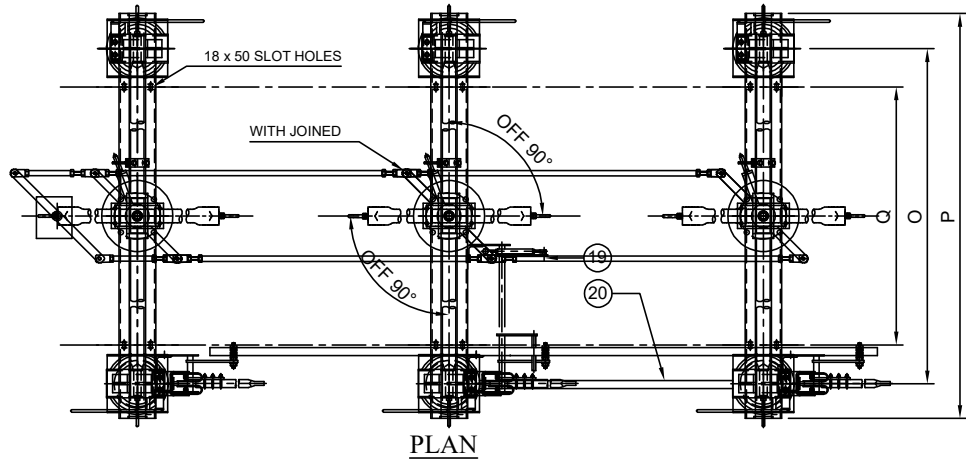 18 x 50 SLOT HOLES
WITH JOINED
OFF 90°
OFF 90°
19
20
Q
O
P
PLAN